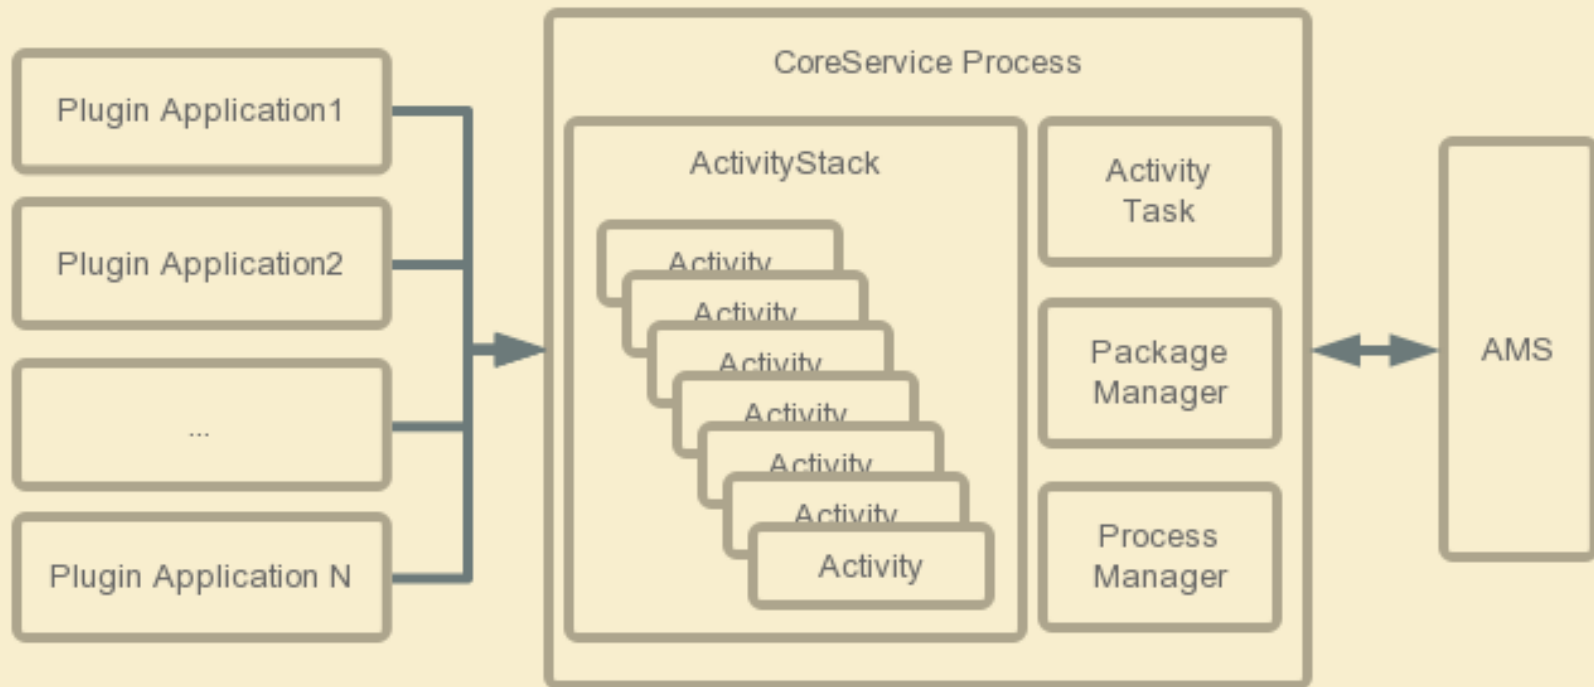 Plugin Application1
Plugin Application2
...
Plugin Application N
CoreService Process
ActivityStack
Activity
Activity
Activity
Activity
Activity
Activity
Activity
Activity
Task
Package
Manager
Process
Manager
AMS